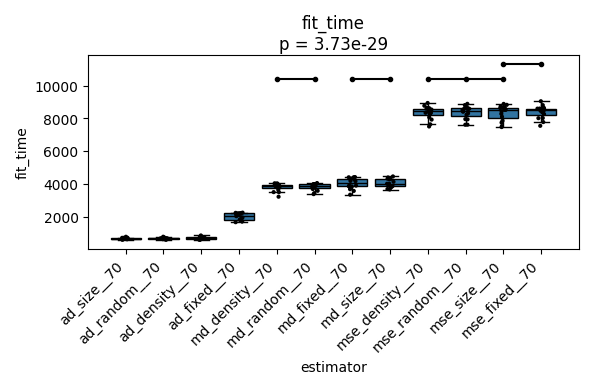 fit_time
p = 3.73e-29
fit_time
10000
8000
6000
4000
2000
ad_size__70
ad_random__70
ad_density__70
ad_fixed__70
md_density__70
md_random__70
md_fixed__70
md_size__70
mse_density__70
mse_random__70
mse_size__70
mse_fixed__70
estimator